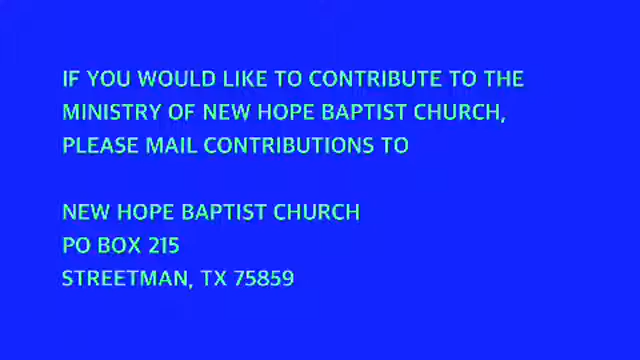 IF YOU WOULD LIKE TO CONTRIBUTE TO THE
MINISTRY OF NEW HOPE BAPTIST CHURCH,
PLEASE MAIL CONTRIBUTIONS TO
NEW HOPE BAPTIST CHURCH
PO BOX 215
STREETMAN, TX 75859